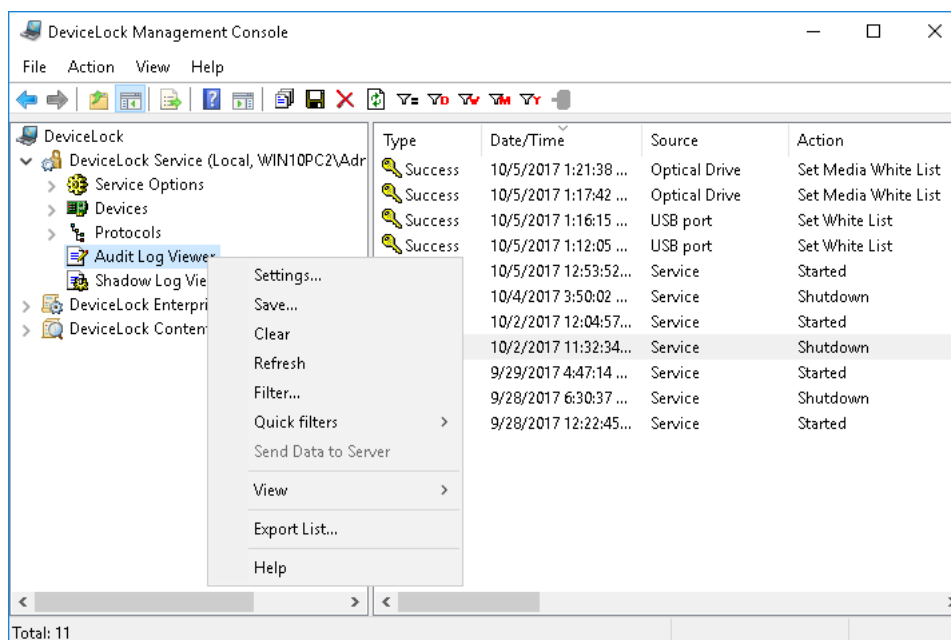 DeviceLock Management Console
File Action View Help
DeviceLock
DeviceLock Service (Local, WIN10PC2\Adr
Service Options
Devices
Protocols
Audit Log Viewer
Shadow Log Vie
DeviceLock Enterpri
DeviceLock Conten
Settings...
Save...
Clear
Refresh
Filter...
Quick filters
Send Data to Server
View
Export List...
Help
Type Date/Time Source Action
Success 10/5/2017 1:21:38 ... Optical Drive Set Media White List
Success 10/5/2017 1:17:42 ... Optical Drive Set Media White List
Success 10/5/2017 1:16:15 ... USB port Set White List
Success 10/5/2017 1:12:05 ... USB port Set White List
10/5/2017 12:53:52... Service Started
10/4/2017 3:50:02 ... Service Shutdown
10/2/2017 12:04:57... Service Started
10/2/2017 11:32:34... Service Shutdown
9/29/2017 4:47:14 ... Service Started
9/28/2017 6:30:37 ... Service Shutdown
9/28/2017 12:22:45... Service Started
Total: 11